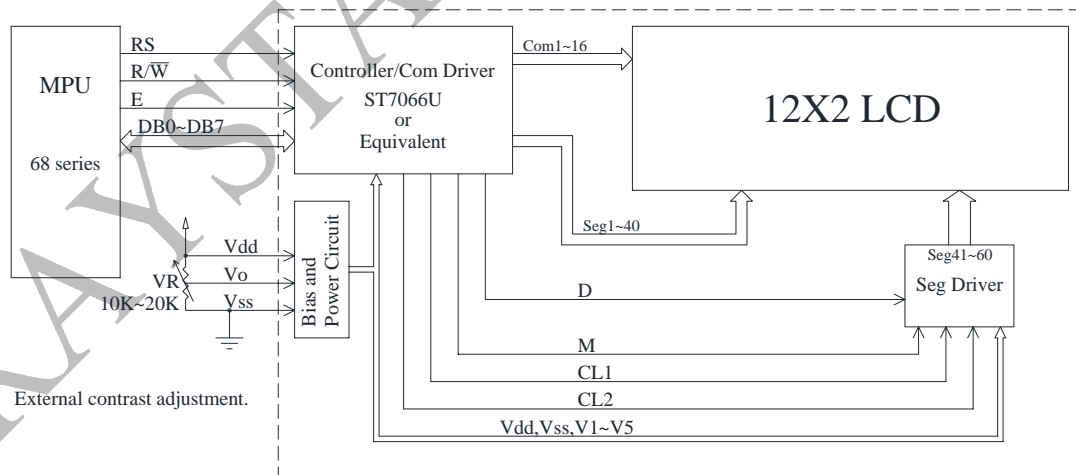 RS
R/W̅
E
DB0~DB7
MPU
68 series
Controller/Com Driver
ST7066U
or
Equivalent
Com1~16
12X2 LCD
Seg1~40
Seg41~60
Seg Driver
Vdd
Vo
Vss
VR
10K~20K
Bias and
Power Circuit
D
M
CL1
CL2
Vdd,Vss,V1~V5
External contrast adjustment.